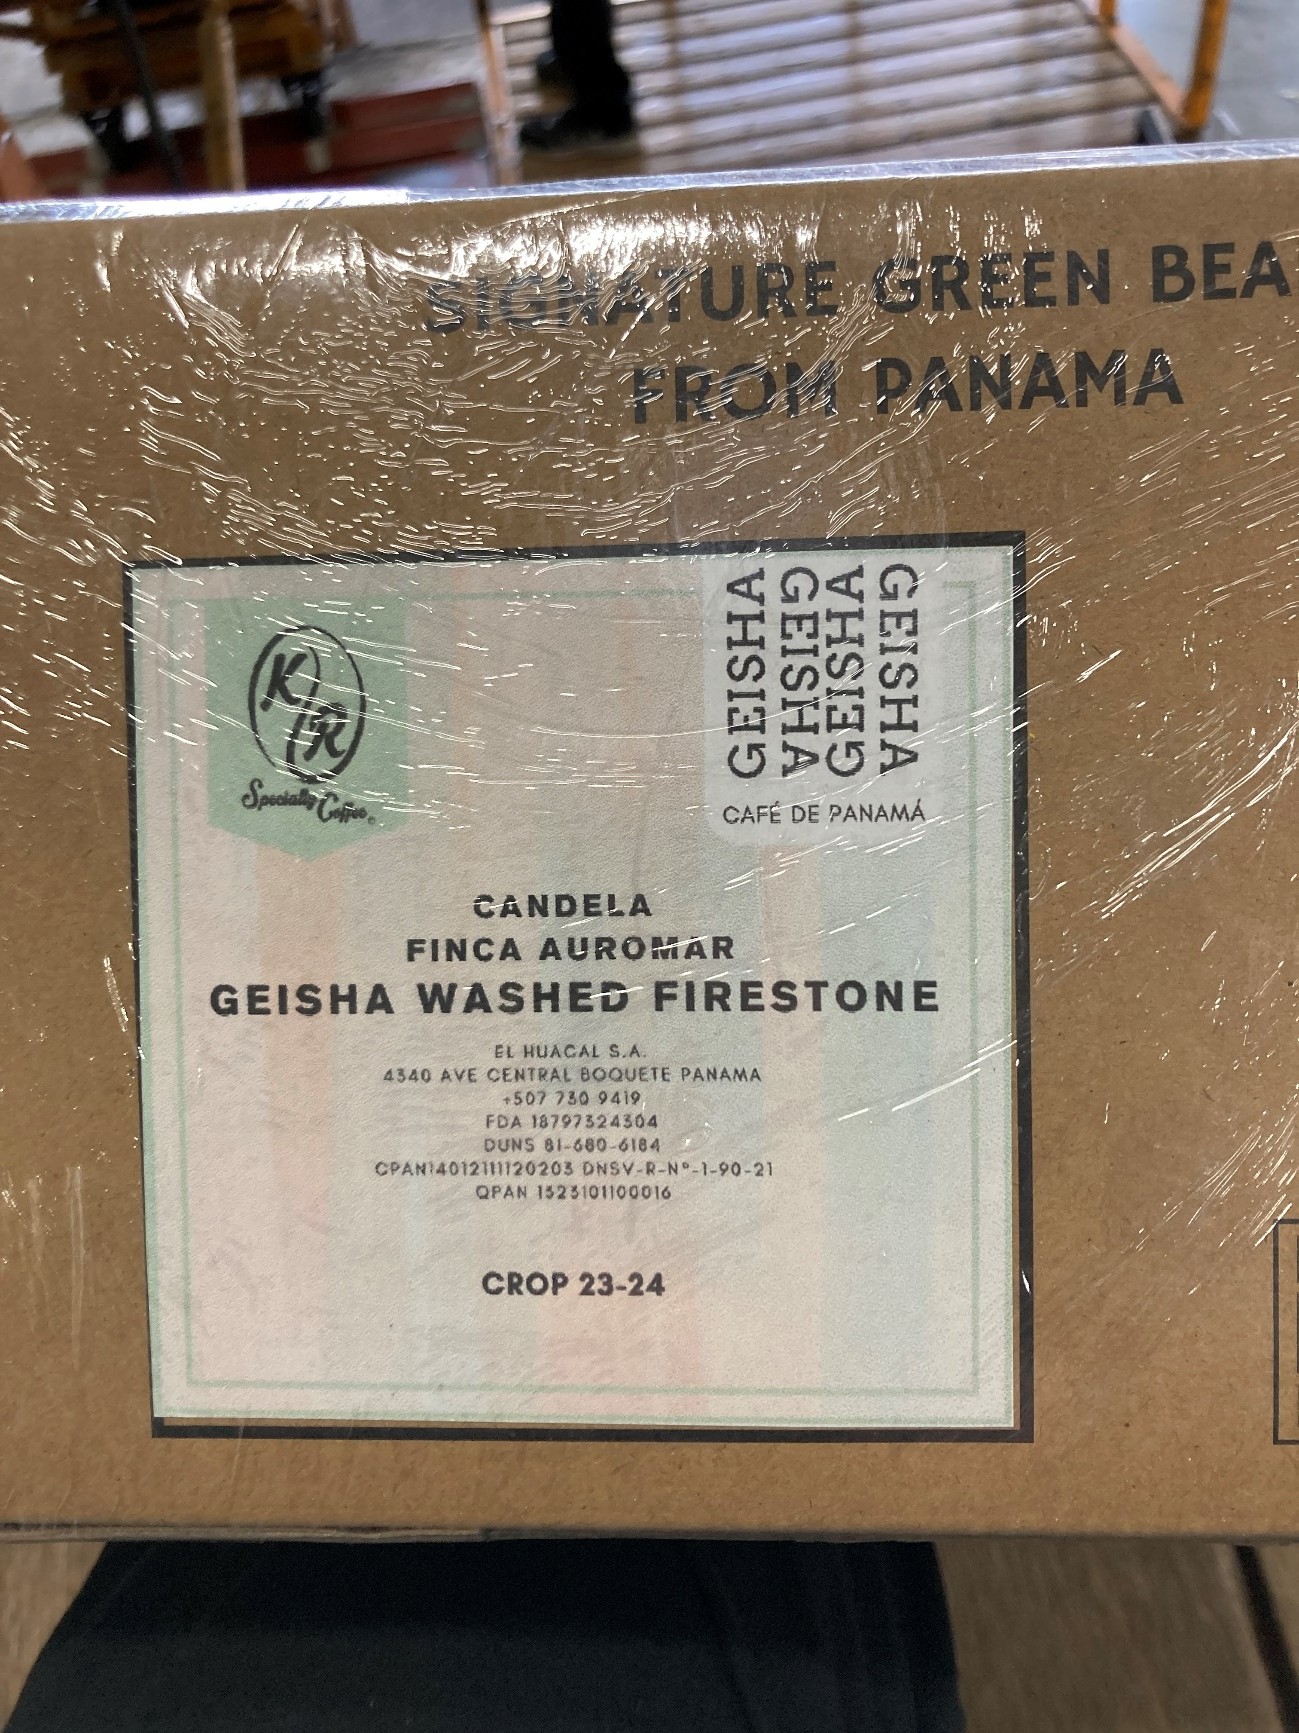 SIGNATURE GREEN BEA
FROM PANAMA
KR
Specialty Coffee
GEISHA
GEISHA
GEISHA
GEISHA
CAFÉ DE PANAMÁ
CANDELA
FINCA AUROMAR
GEISHA WASHED FIRESTONE
EL HUACAL S.A.
4340 AVE CENTRAL BOQUETE PANAMA
+507 730 9419
FDA 18797324304
DUNS 81-680-6184
CPAN14012111120203 DNSV-R-N°-1-90-21
QPAN 1323101100016
CROP 23-24